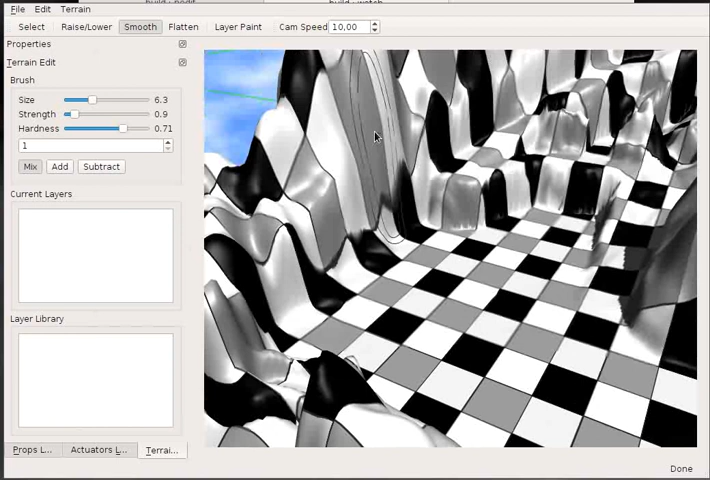 File Edit Terrain
Select Raise/Lower Smooth Flatten Layer Paint Cam Speed 10.00
Properties
Terrain Edit
Brush
Size 6.3
Strength 0.9
Hardness 0.71
1
Mix Add Subtract
Current Layers
Layer Library
Props L... Actuators L... Terrai...
Done